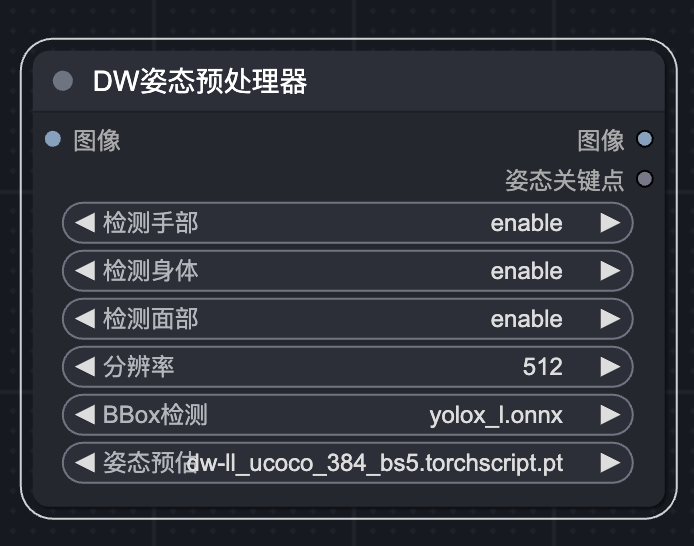 DW姿态预处理器
图像 图像
姿态关键点
检测手部 enable
检测身体 enable
检测面部 enable
分辨率 512
BBox检测 yolox_l.onnx
姿态预估 dw-ll_ucoco_384_bs5.torchscript.pt